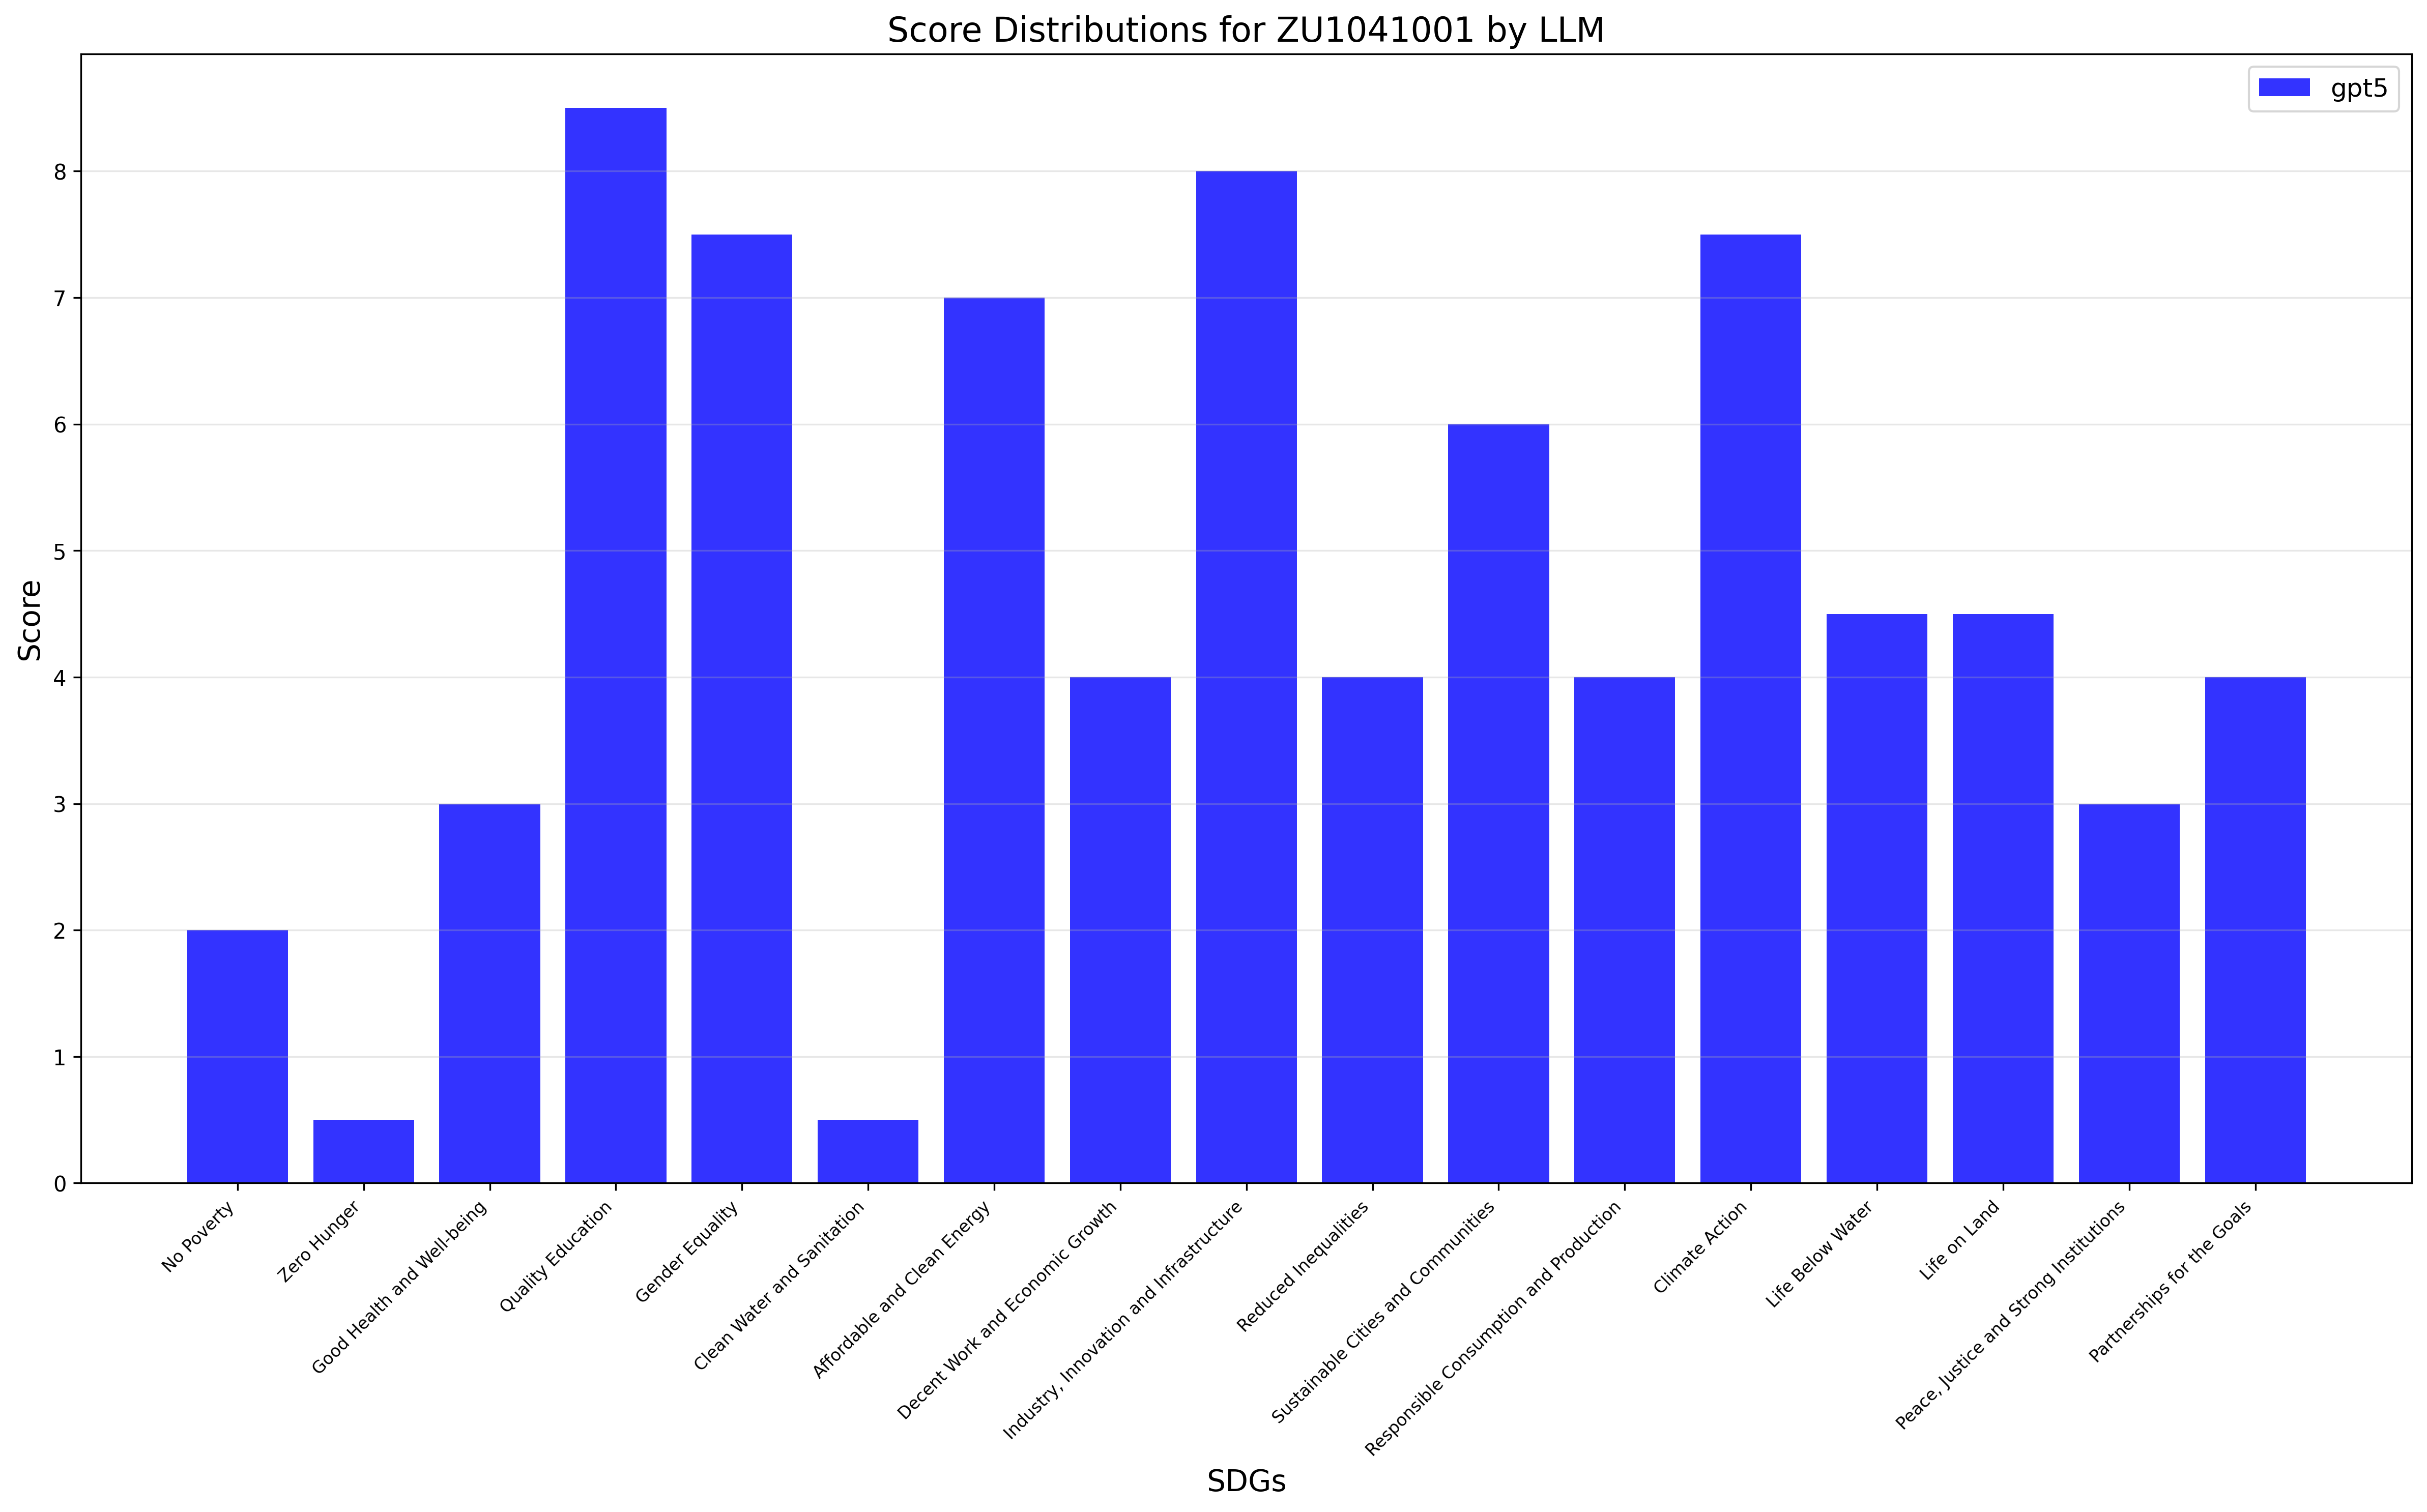 Score Distributions for ZU1041001 by LLM
gpt5
Score
8
7
6
5
4
3
2
1
0
No Poverty
Zero Hunger
Good Health and Well-being
Quality Education
Gender Equality
Clean Water and Sanitation
Affordable and Clean Energy
Decent Work and Economic Growth
Industry, Innovation and Infrastructure
Reduced Inequalities
Sustainable Cities and Communities
Responsible Consumption and Production
Climate Action
Life Below Water
Life on Land
Peace, Justice and Strong Institutions
Partnerships for the Goals
SDGs